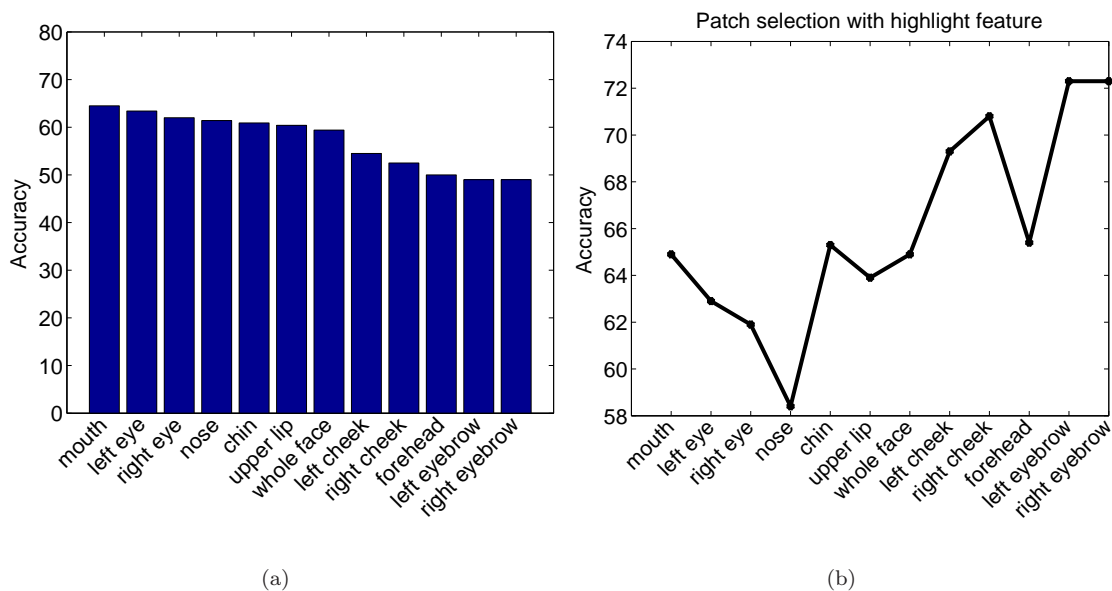 80
70
60
50
40
30
20
10
0
Accuracy
mouth
left eye
right eye
nose
chin
upper lip
whole face
left cheek
right cheek
forehead
left eyebrow
right eyebrow
(a)
Patch selection with highlight feature
74
72
70
68
66
64
62
60
58
Accuracy
mouth
left eye
right eye
nose
chin
upper lip
whole face
left cheek
right cheek
forehead
left eyebrow
right eyebrow
(b)